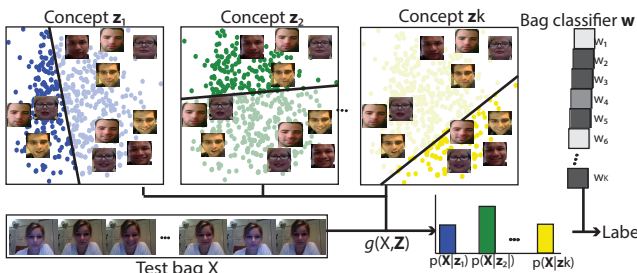 Concept z1
Concept z2
Concept zk
Bag classifier w
w1
w2
w3
w4
w5
w6
wK
...
...
Test bag X
g(X,Z)
...
p(X|z1) p(X|z2|) p(X|zk)
Label